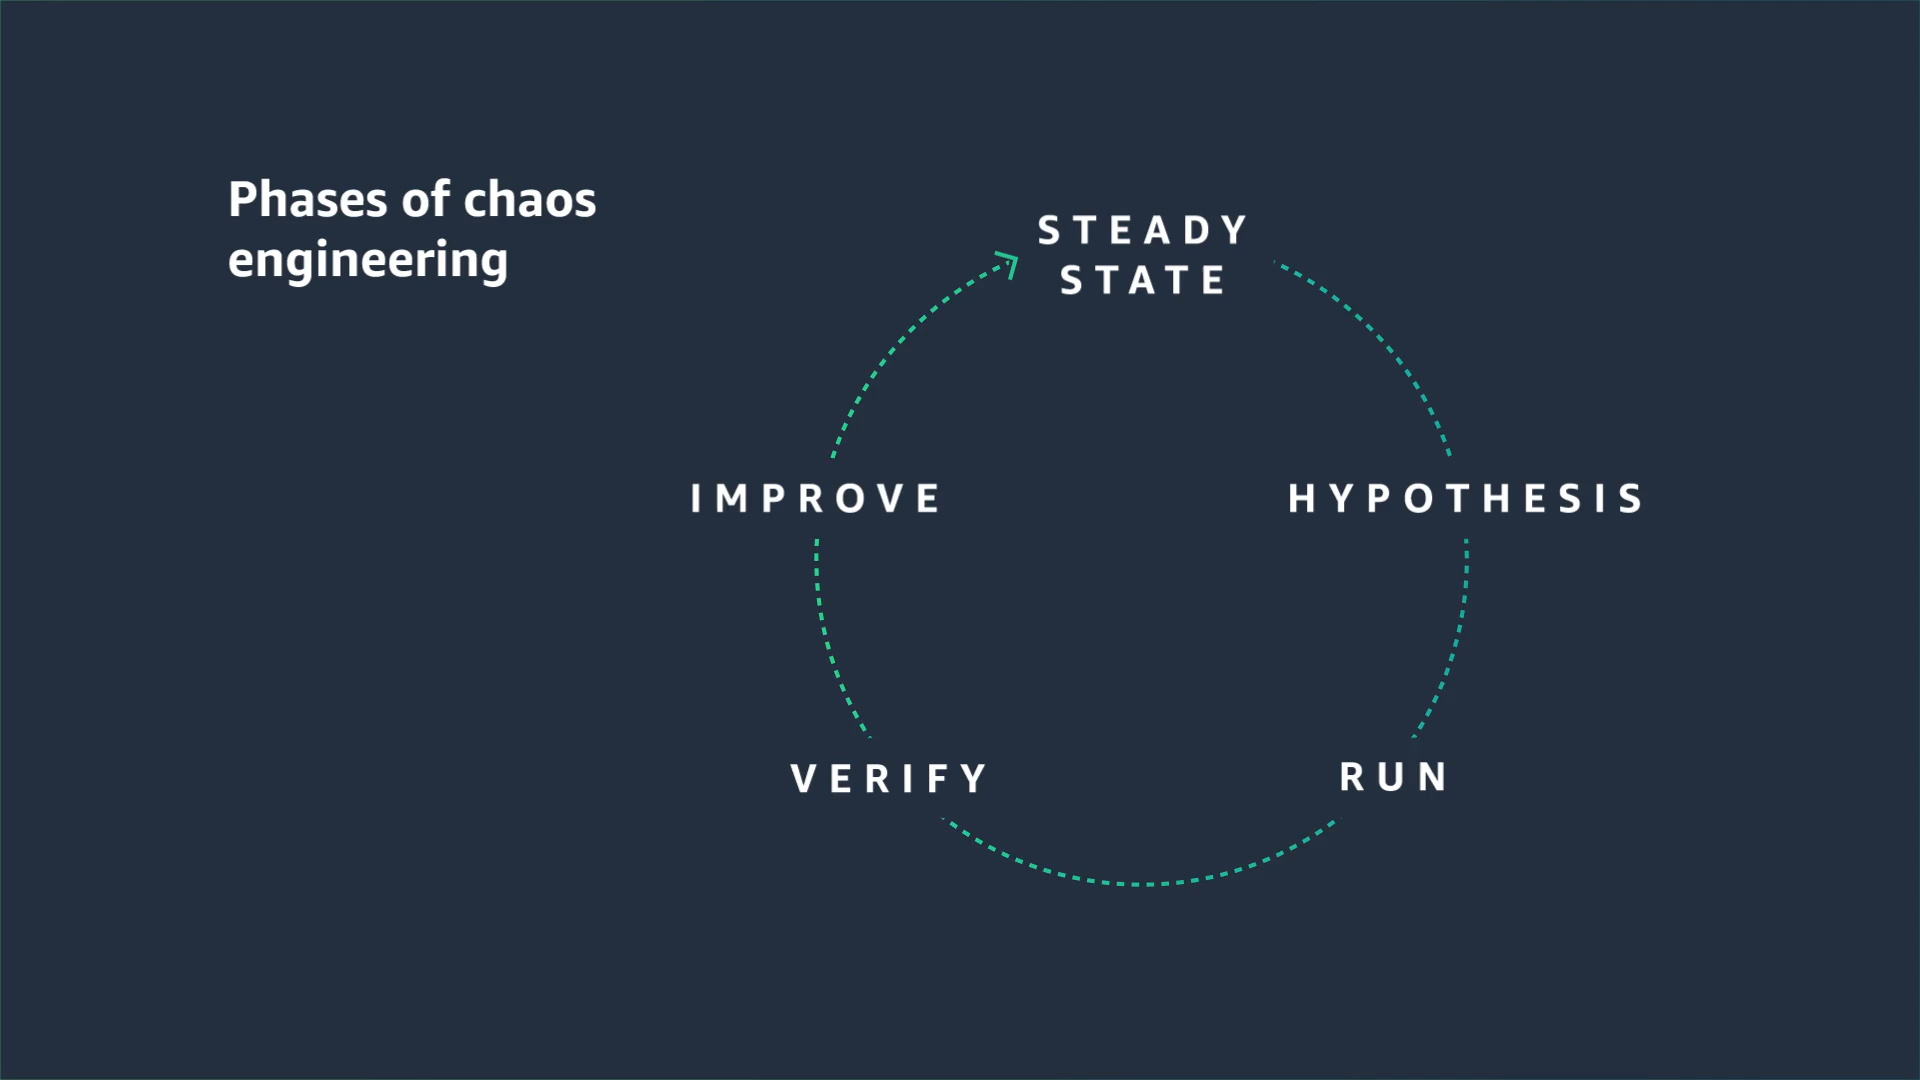 Phases of chaos
engineering
STEADY
STATE
HYPOTHESIS
RUN
VERIFY
IMPROVE